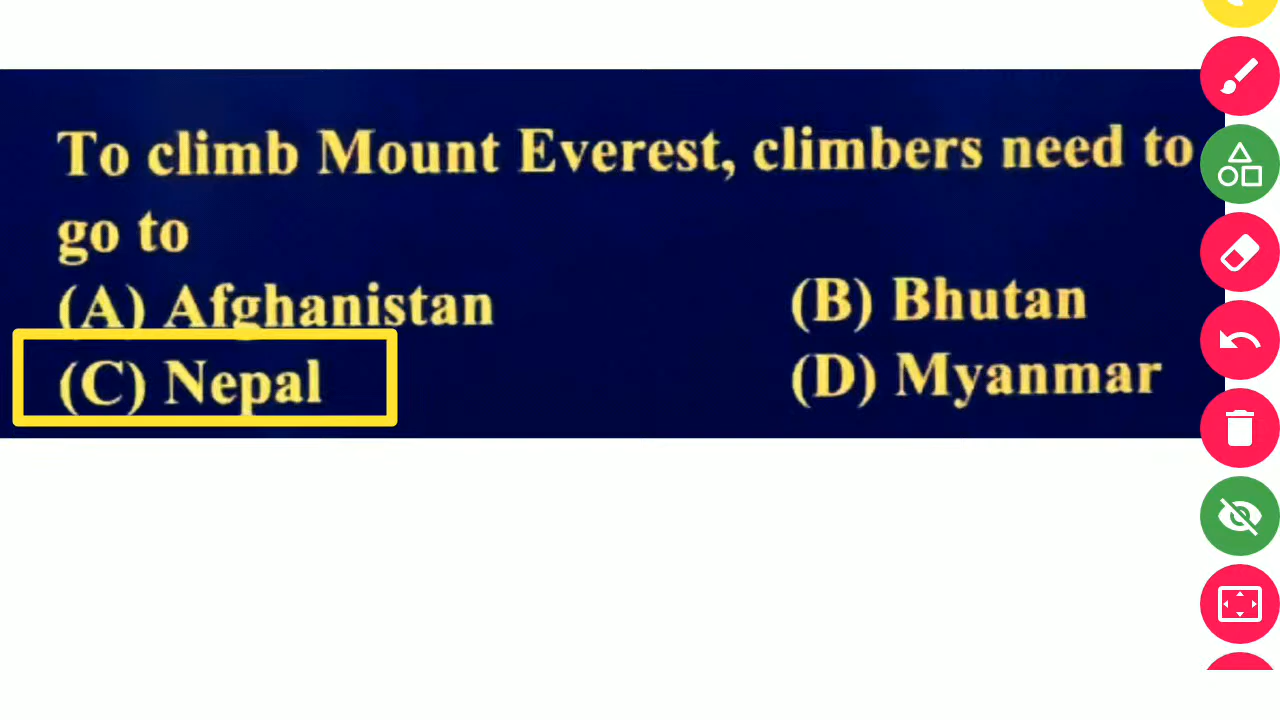 To climb Mount Everest, climbers need to
go to
(A) Afghanistan (B) Bhutan
(C) Nepal (D) Myanmar